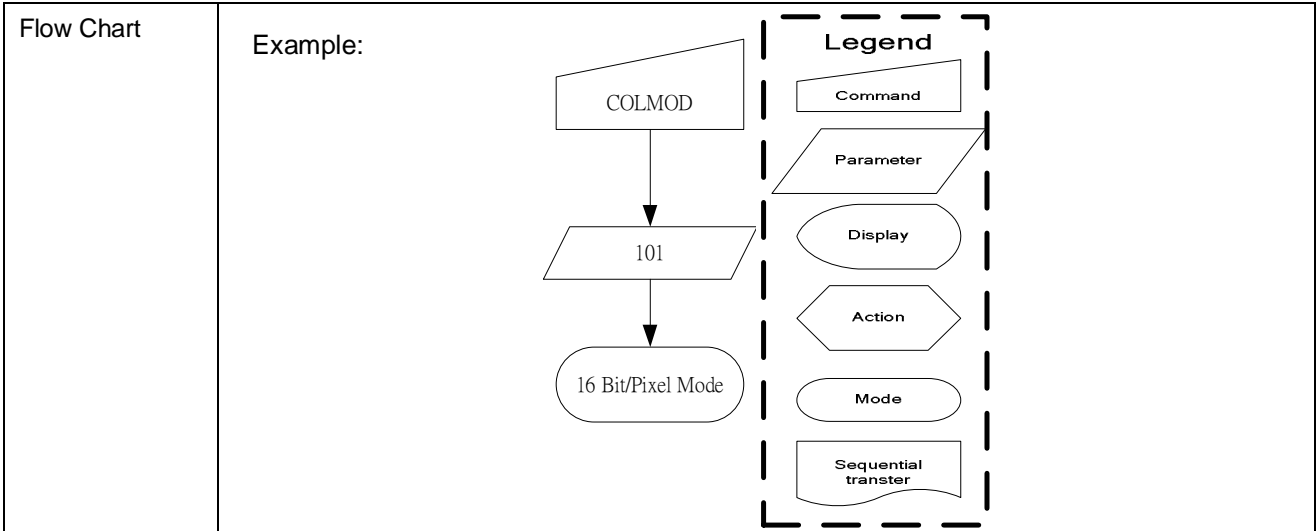 Flow Chart
Example:
COLMOD
101
16 Bit/Pixel Mode
Legend
Command
Parameter
Display
Action
Mode
Sequential
transter